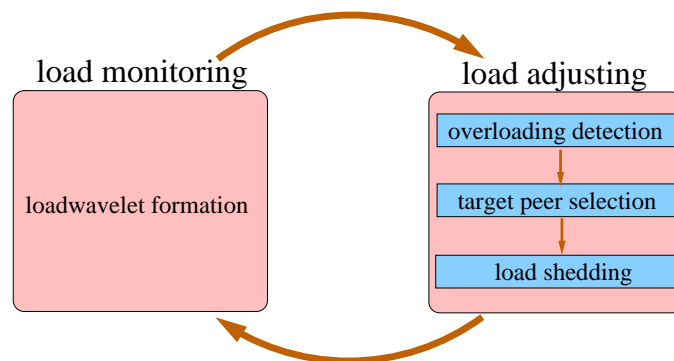 load monitoring
loadwavelet formation
load adjusting
overloading detection
target peer selection
load shedding